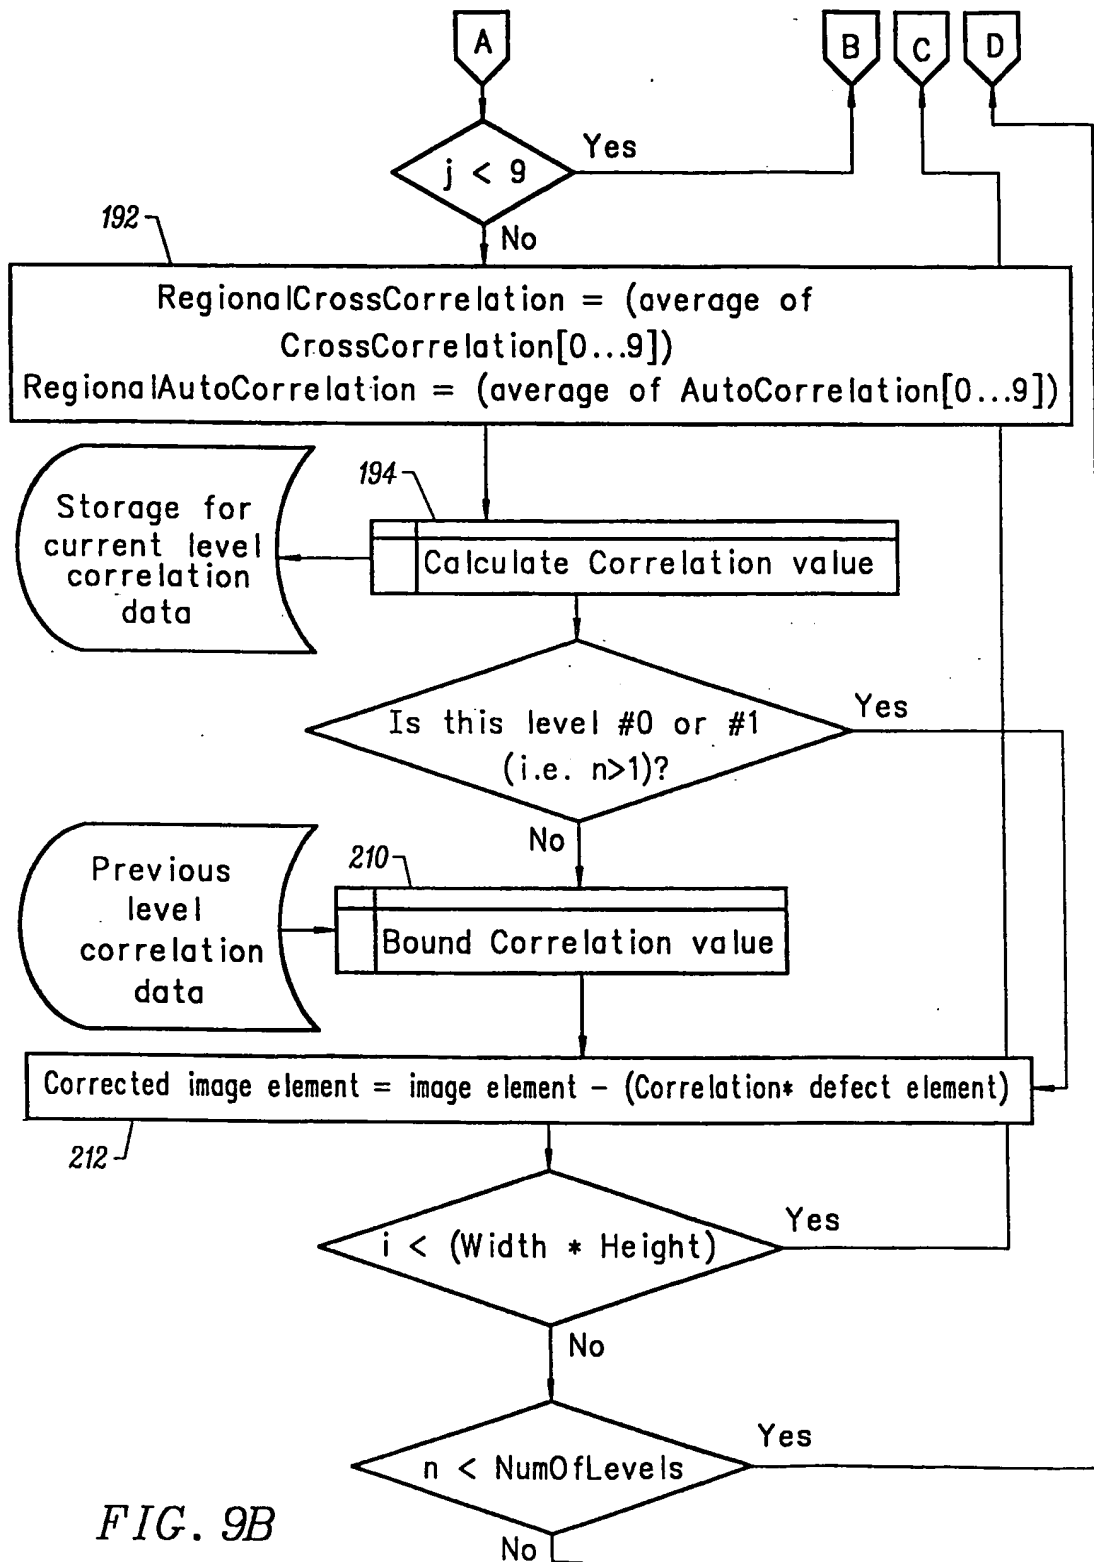 A
B
C
D
j < 9
Yes
No
192
RegionalCrossCorrelation = (average of
CrossCorrelation[0...9])
RegionalAutoCorrelation = (average of AutoCorrelation[0...9])
Storage for
current level
correlation
data
194
Calculate Correlation value
Is this level #0 or #1
(i.e. n>1)?
Yes
No
Previous
level
correlation
data
210
Bound Correlation value
Corrected image element = image element - (Correlation* defect element)
212
i < (Width * Height)
Yes
No
n < NumOfLevels
Yes
No
FIG. 9B